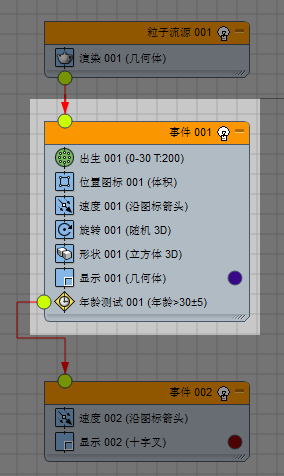 粒子流源 001
渲染 001 (几何体)
事件 001
出生 001 (0-30 T:200)
位置图标 001 (体积)
速度 001 (沿图标箭头)
旋转 001 (随机 3D)
形状 001 (立方体 3D)
显示 001 (几何体)
年龄测试 001 (年龄>30±5)
事件 002
速度 002 (沿图标箭头)
显示 002 (十字叉)